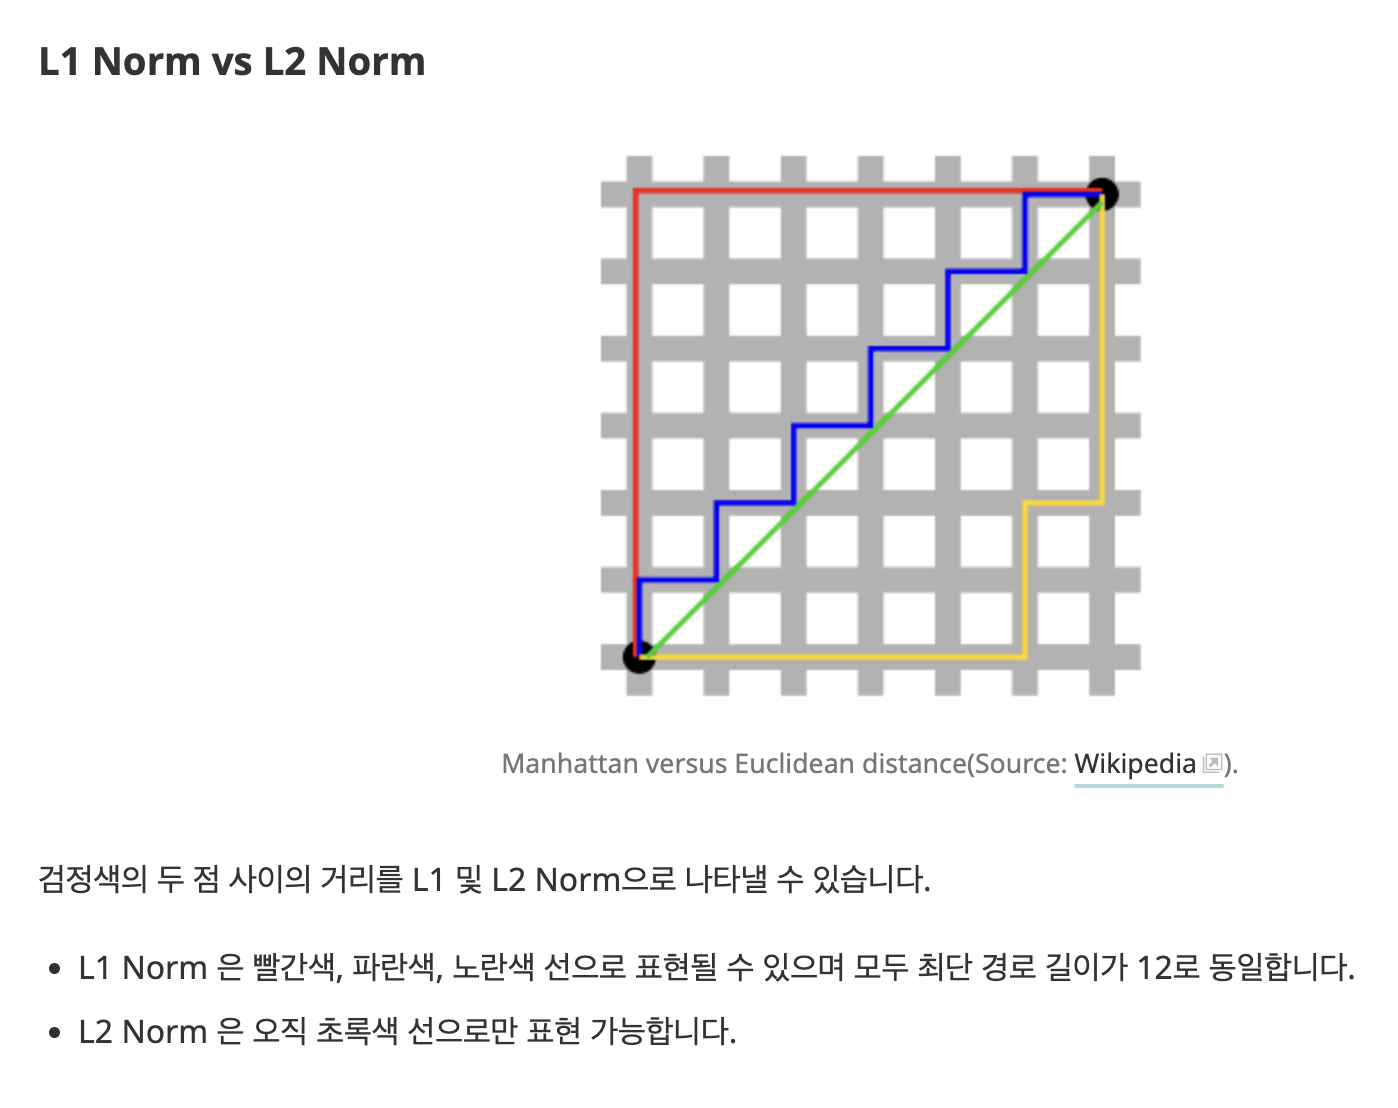 L1 Norm vs L2 Norm
Manhattan versus Euclidean distance(Source: Wikipedia).
검정색의 두 점 사이의 거리를 L1 및 L2 Norm으로 나타낼 수 있습니다.
• L1 Norm 은 빨간색, 파란색, 노란색 선으로 표현될 수 있으며 모두 최단 경로 길이가 12로 동일합니다.
• L2 Norm 은 오직 초록색 선으로만 표현 가능합니다.